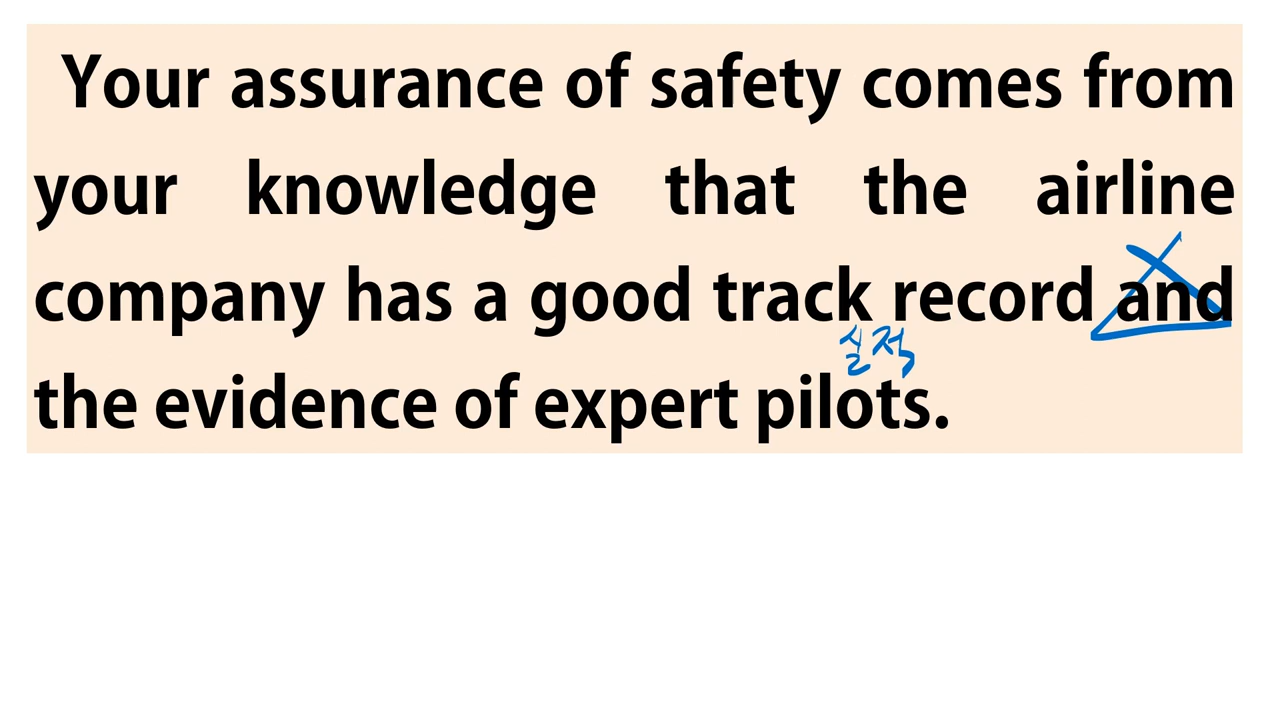 Your assurance of safety comes from
your knowledge that the airline
company has a good track record and
실적
the evidence of expert pilots.